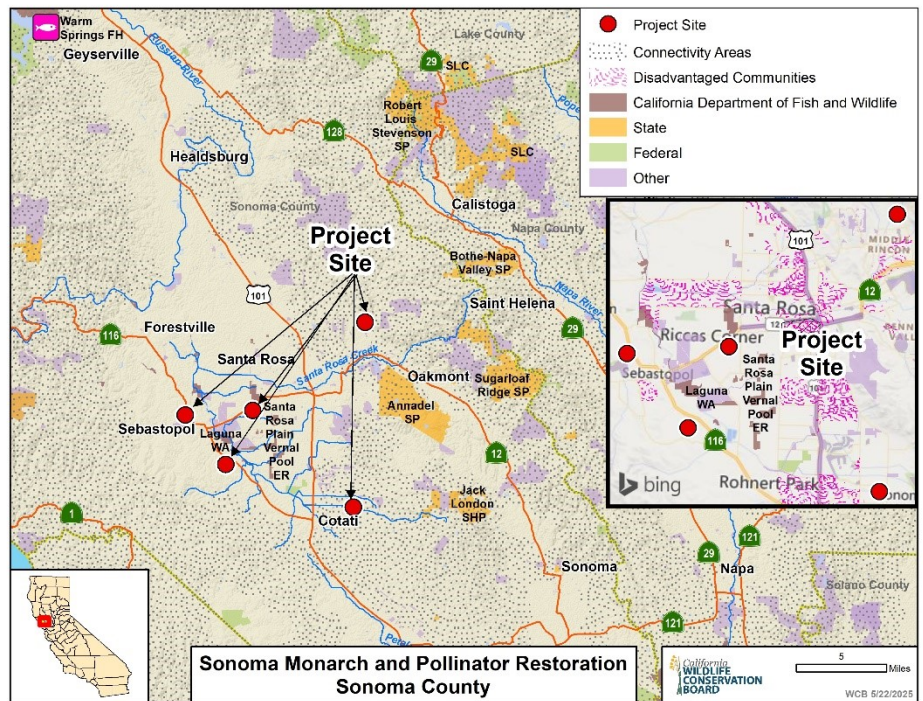 Warm
Springs FH
Geyserville
Russian River
Lake County
29
SLC
Robert
Louis
Stevenson
SP
Pope
128
SLC
Healdsburg
Sonoma County
Calistoga
Napa County
Project
Site
Bothe-Napa
Valley SP
Napa River
101
Saint Helena
116
Forestville
29
Santa Rosa
Santa Rosa Creek
Oakmont
Sugarloaf
Ridge SP
Annadel
SP
Sebastopol
Laguna
WA
Santa
Rosa
Plain
Vernal
Pool
ER
12
Jack
London
SHP
1
Cotati
121
29
Napa
Sonoma
Solano County
121
Petal
Project Site
Connectivity Areas
Disadvantaged Communities
California Department of Fish and Wildlife
State
Federal
Other
101
MIDDLE
RINCON
12
Santa Rosa
12
Riccas Corner
Project
Site
Sebastopol
Santa
Rosa
Plain
Vernal
Pool
ER
Laguna
WA
116
101
Rohnert Park
bing
Sonoma Monarch and Pollinator Restoration
Sonoma County
California
WILDLIFE
CONSERVATION
BOARD
5
Miles
WCB 5/22/2025